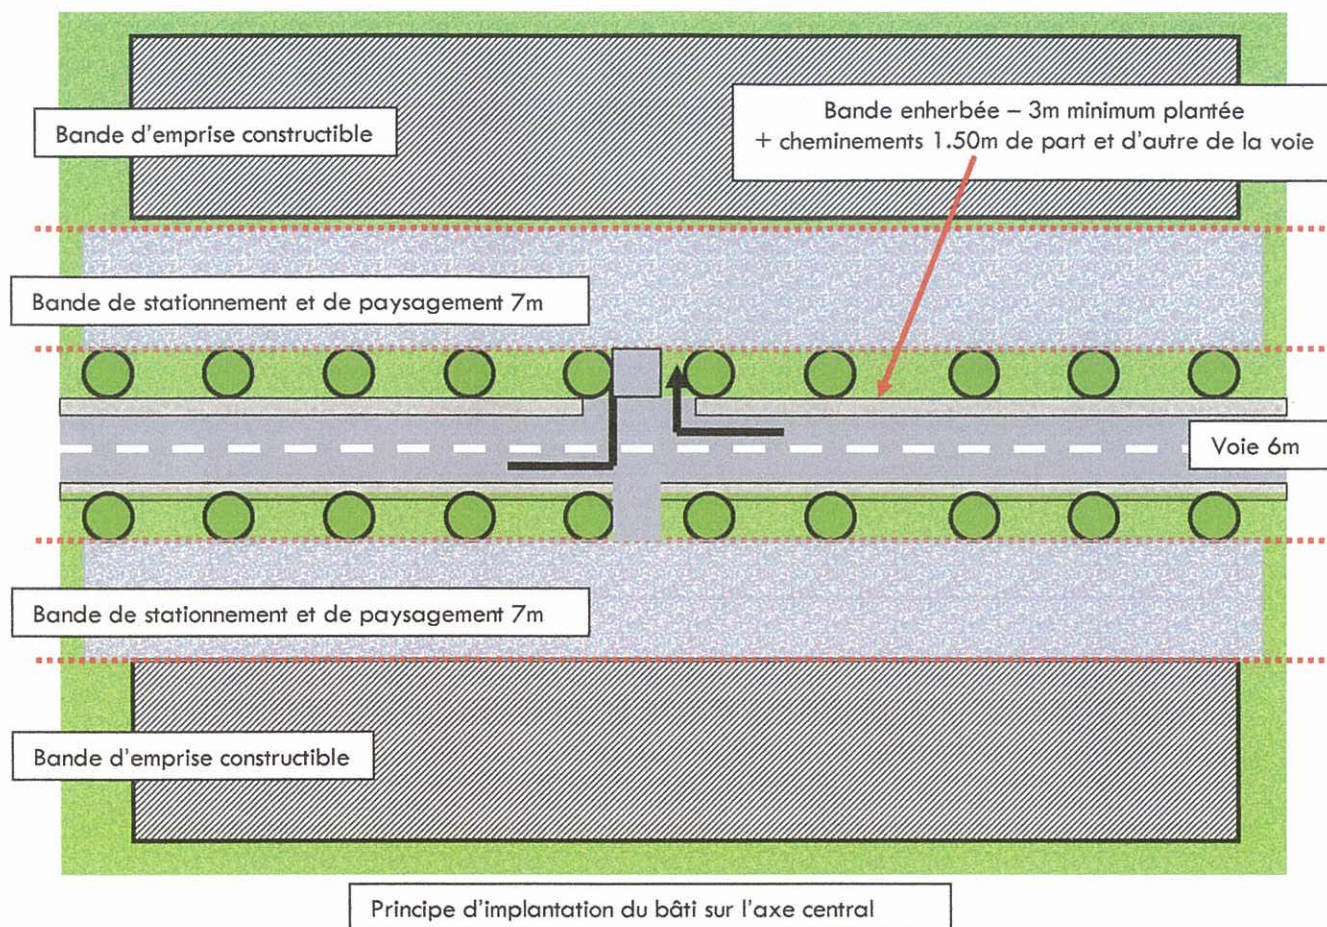 Bande d'emprise constructible
Bande enherbée – 3m minimum plantée
+ cheminements 1.50m de part et d'autre de la voie
Bande de stationnement et de paysagement 7m
Voie 6m
Bande de stationnement et de paysagement 7m
Bande d'emprise constructible
Principe d'implantation du bâti sur l'axe central